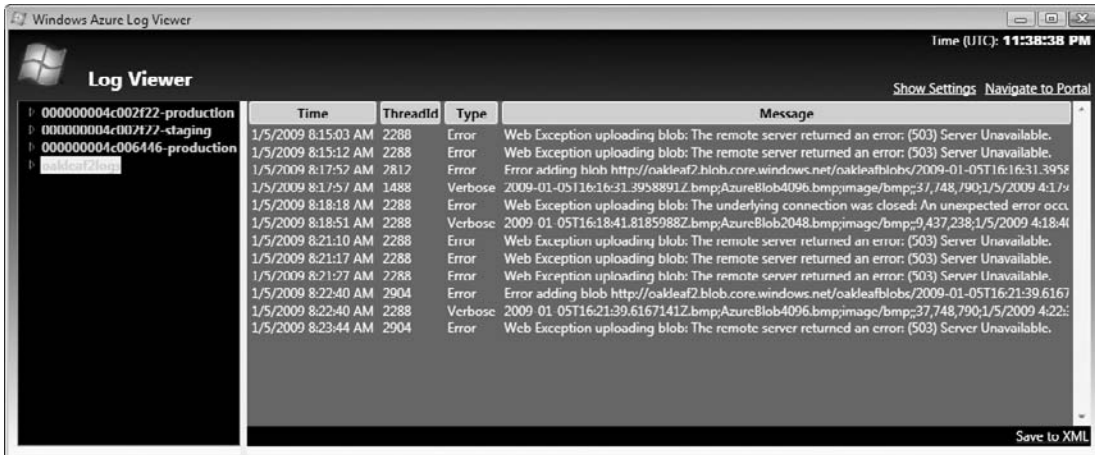 Windows Azure Log Viewer
Time (UTC): 11:38:38 PM
Log Viewer
Show Settings Navigate to Portal
000000004c002f22-production
000000004c002f22-staging
000000004c006446-production
oakleaf2logs
Time ThreadId Type Message
1/5/2009 8:15:03 AM 2288 Error Web Exception uploading blob: The remote server returned an error: (503) Server Unavailable.
1/5/2009 8:15:12 AM 2288 Error Web Exception uploading blob: The remote server returned an error: (503) Server Unavailable.
1/5/2009 8:17:52 AM 2812 Error Error adding blob http://oakleaf2.blob.core.windows.net/oakleafblobs/2009-01-05T16:16:31.3958
1/5/2009 8:17:57 AM 1488 Verbose 2009-01-05T16:16:31.3958891Z.bmp;AzureBlob4096.bmp;image/bmp;;37,748,790;1/5/2009 4:17:
1/5/2009 8:18:18 AM 2288 Error Web Exception uploading blob: The underlying connection was closed: An unexpected error occu
1/5/2009 8:18:51 AM 2288 Verbose 2009-01-05T16:18:41.8185988Z.bmp;AzureBlob2048.bmp;image/bmp;;9,437,238;1/5/2009 4:18:4
1/5/2009 8:21:10 AM 2288 Error Web Exception uploading blob: The remote server returned an error: (503) Server Unavailable.
1/5/2009 8:21:17 AM 2288 Error Web Exception uploading blob: The remote server returned an error: (503) Server Unavailable.
1/5/2009 8:21:27 AM 2288 Error Web Exception uploading blob: The remote server returned an error: (503) Server Unavailable.
1/5/2009 8:22:40 AM 2904 Error Error adding blob http://oakleaf2.blob.core.windows.net/oakleafblobs/2009-01-05T16:21:39.6167
1/5/2009 8:22:40 AM 2288 Verbose 2009-01-05T16:21:39.6167141Z.bmp;AzureBlob4096.bmp;image/bmp;;37,748,790;1/5/2009 4:22:
1/5/2009 8:23:44 AM 2904 Error Web Exception uploading blob: The remote server returned an error: (503) Server Unavailable.
Save to XML